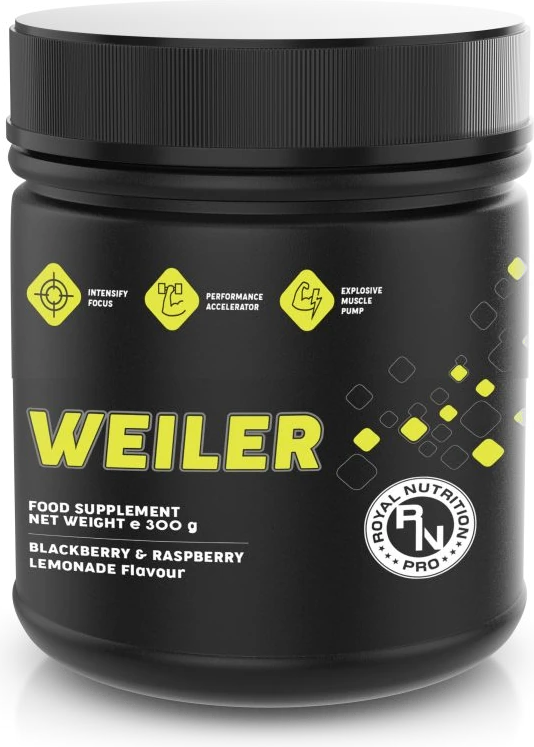 INTENSIFY
FOCUS
PERFORMANCE
ACCELERATOR
EXPLOSIVE
MUSCLE
PUMP
WEILER
FOOD SUPPLEMENT
NET WEIGHT e 300 g
BLACKBERRY & RASPBERRY
LEMONADE Flavour
ROYAL NUTRITION
RN
PRO